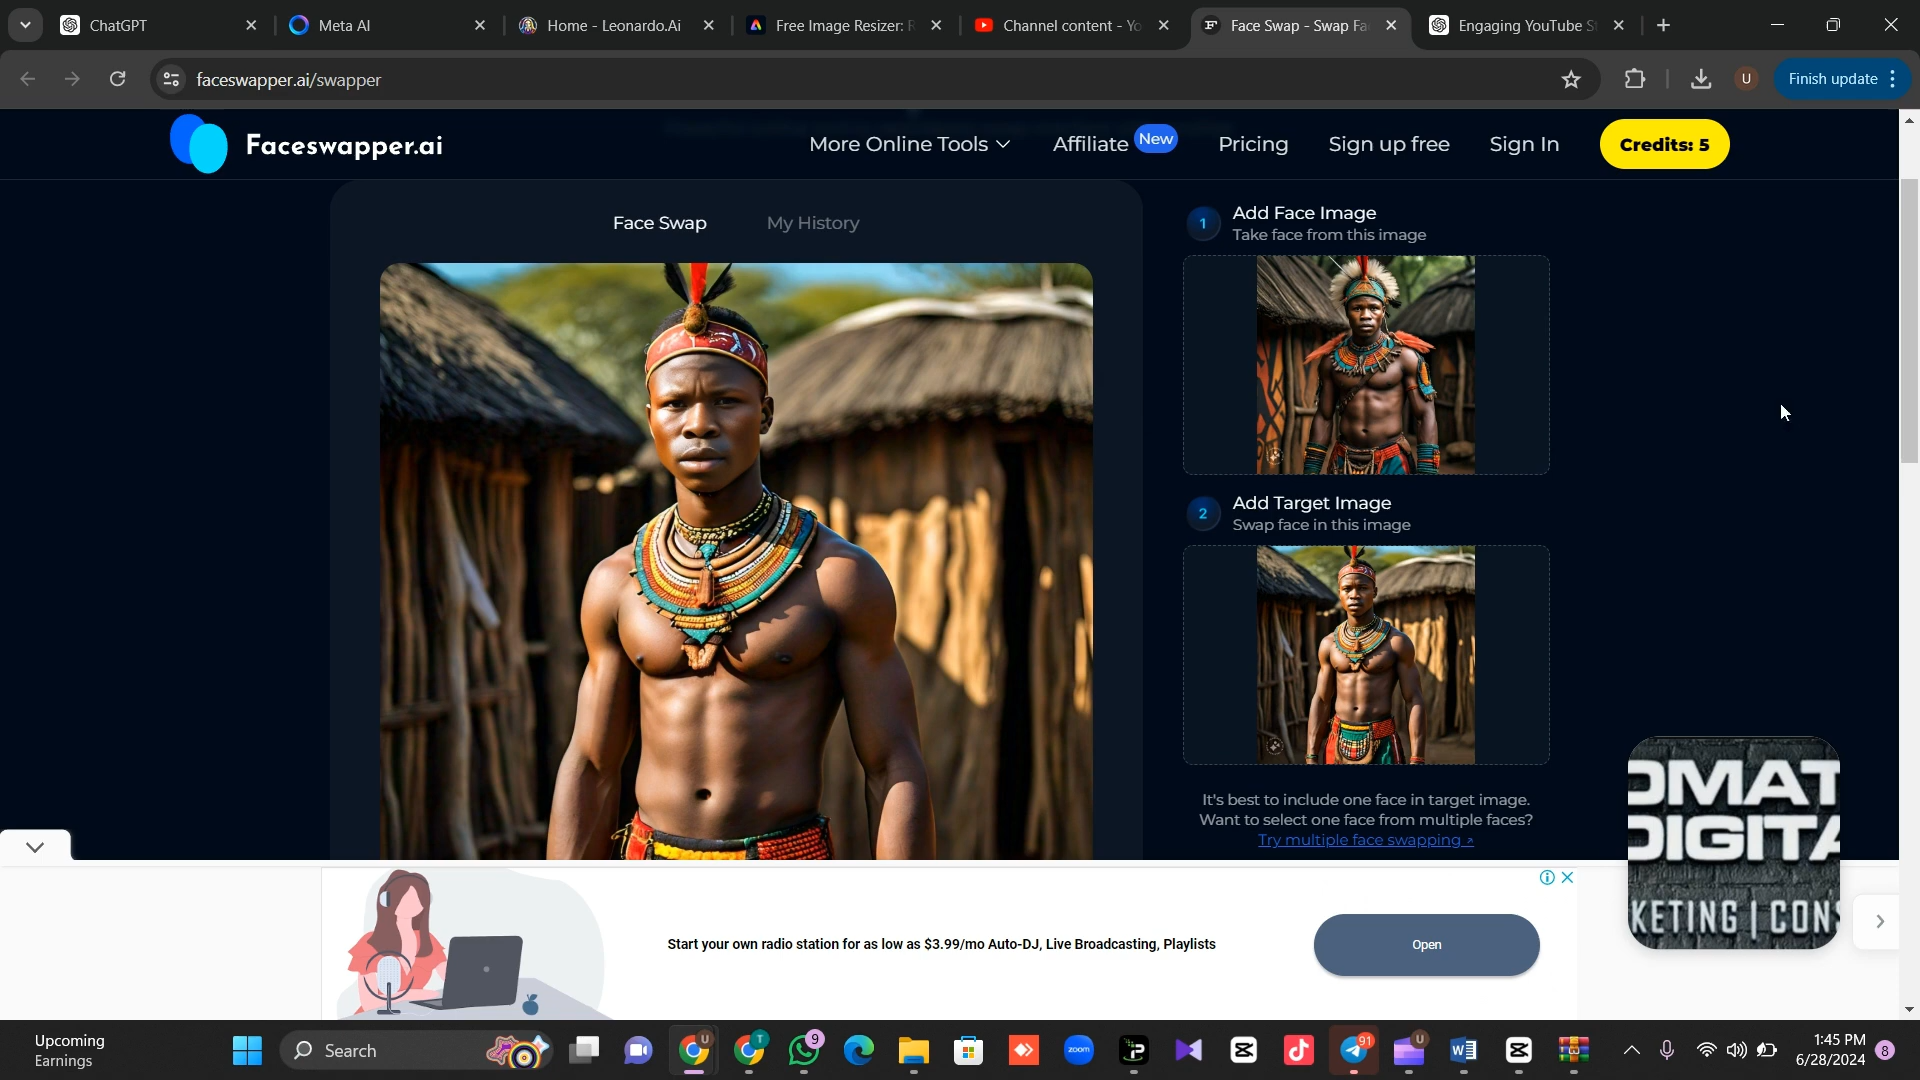 ChatGPT
Meta AI
Home - Leonardo.Ai
Free Image Resizer:
Channel content - Yo
Face Swap - Swap Fa
Engaging YouTube S
faceswapper.ai/swapper
U
Finish update
Faceswapper.ai
More Online Tools
Affiliate New
Pricing
Sign up free
Sign In
Credits: 5
Face Swap
My History
1
Add Face Image
Take face from this image
2
Add Target Image
Swap face in this image
It's best to include one face in target image.
Want to select one face from multiple faces?
Try multiple face swapping
OMAT
DIGITA
KETING | CON
Start your own radio station for as low as $3.99/mo Auto-DJ, Live Broadcasting, Playlists
Open
Upcoming
Earnings
Search
U
T
9
zoom
91
U
1:45 PM
6/28/2024
8